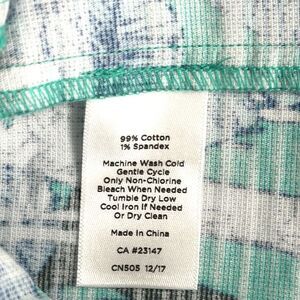 99% Cotton
1% Spandex
Machine Wash Cold
Gentle Cycle
Only Non-Chlorine
Bleach When Needed
Tumble Dry Low
Cool Iron If Needed
Or Dry Clean
Made In China
CA #23147
CN505 12/17